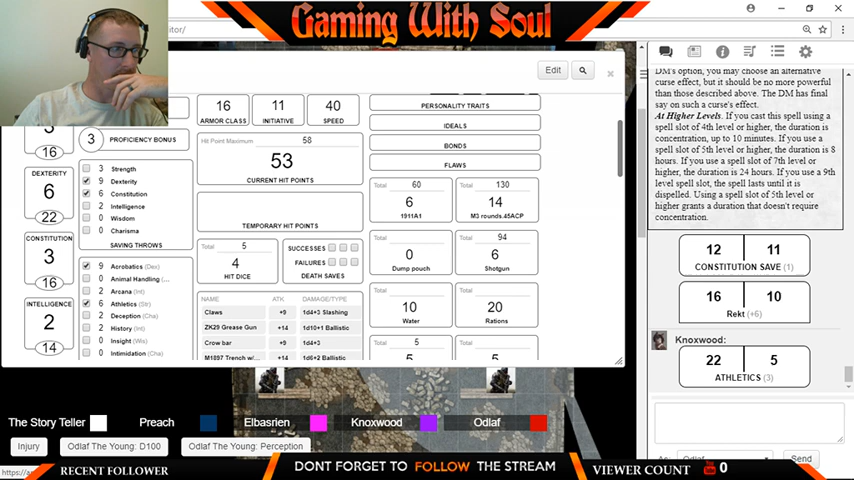 Gaming With Soul
Edit
16
ARMOR CLASS
11
INITIATIVE
40
SPEED
PERSONALITY TRAITS
IDEALS
BONDS
FLAWS
3
PROFICIENCY BONUS
16
DEXTERITY
6
22
CONSTITUTION
3
16
INTELLIGENCE
2
14
3 Strength
9 Dexterity
6 Constitution
2 Intelligence
0 Wisdom
0 Charisma
SAVING THROWS
9 Acrobatics (Dex)
0 Animal Handling (...
2 Arcana (Int)
6 Athletics (Str)
2 Deception (Cha)
2 History (Int)
0 Insight (Wis)
0 Intimidation (Cha)
Hit Point Maximum 58
53
CURRENT HIT POINTS
TEMPORARY HIT POINTS
Total 5
4
HIT DICE
SUCCESSES
FAILURES
DEATH SAVES
NAME ATK DAMAGE/TYPE
Claws +9 1d4+3 Slashing
ZK29 Grease Gun +14 1d10+1 Ballistic
Crow bar +9 1d4+3
M1897 Trench w/... +14 1d6+2 Ballistic
Total 60
6
1911A1
Total 130
14
M3 rounds.45ACP
Total
0
Dump pouch
Total 94
6
Shotgun
Total
10
Water
Total
20
Rations
Total 5
Total 5
DM's option, you may choose an alternative
curse effect, but it should be no more powerful
than those described above. The DM has final
say on such a curse's effect.
At Higher Levels. If you cast this spell using
a spell slot of 4th level or higher, the duration is
concentration, up to 10 minutes. If you use a
spell slot of 5th level or higher, the duration is 8
hours. If you use a spell slot of 7th level or
higher, the duration is 24 hours. If you use a 9th
level spell slot, the spell lasts until it is
dispelled. Using a spell slot of 5th level or
higher grants a duration that doesn't require
concentration.
12 11
CONSTITUTION SAVE (1)
16 10
Rekt (+6)
Knoxwood:
22 5
ATHLETICS (3)
The Story Teller Preach Elbasrien Knoxwood Odlaf
Injury
Odlaf The Young: D100
Odlaf The Young: Perception
As: Odlaf
Send
RECENT FOLLOWER
DONT FORGET TO FOLLOW THE STREAM
VIEWER COUNT 0